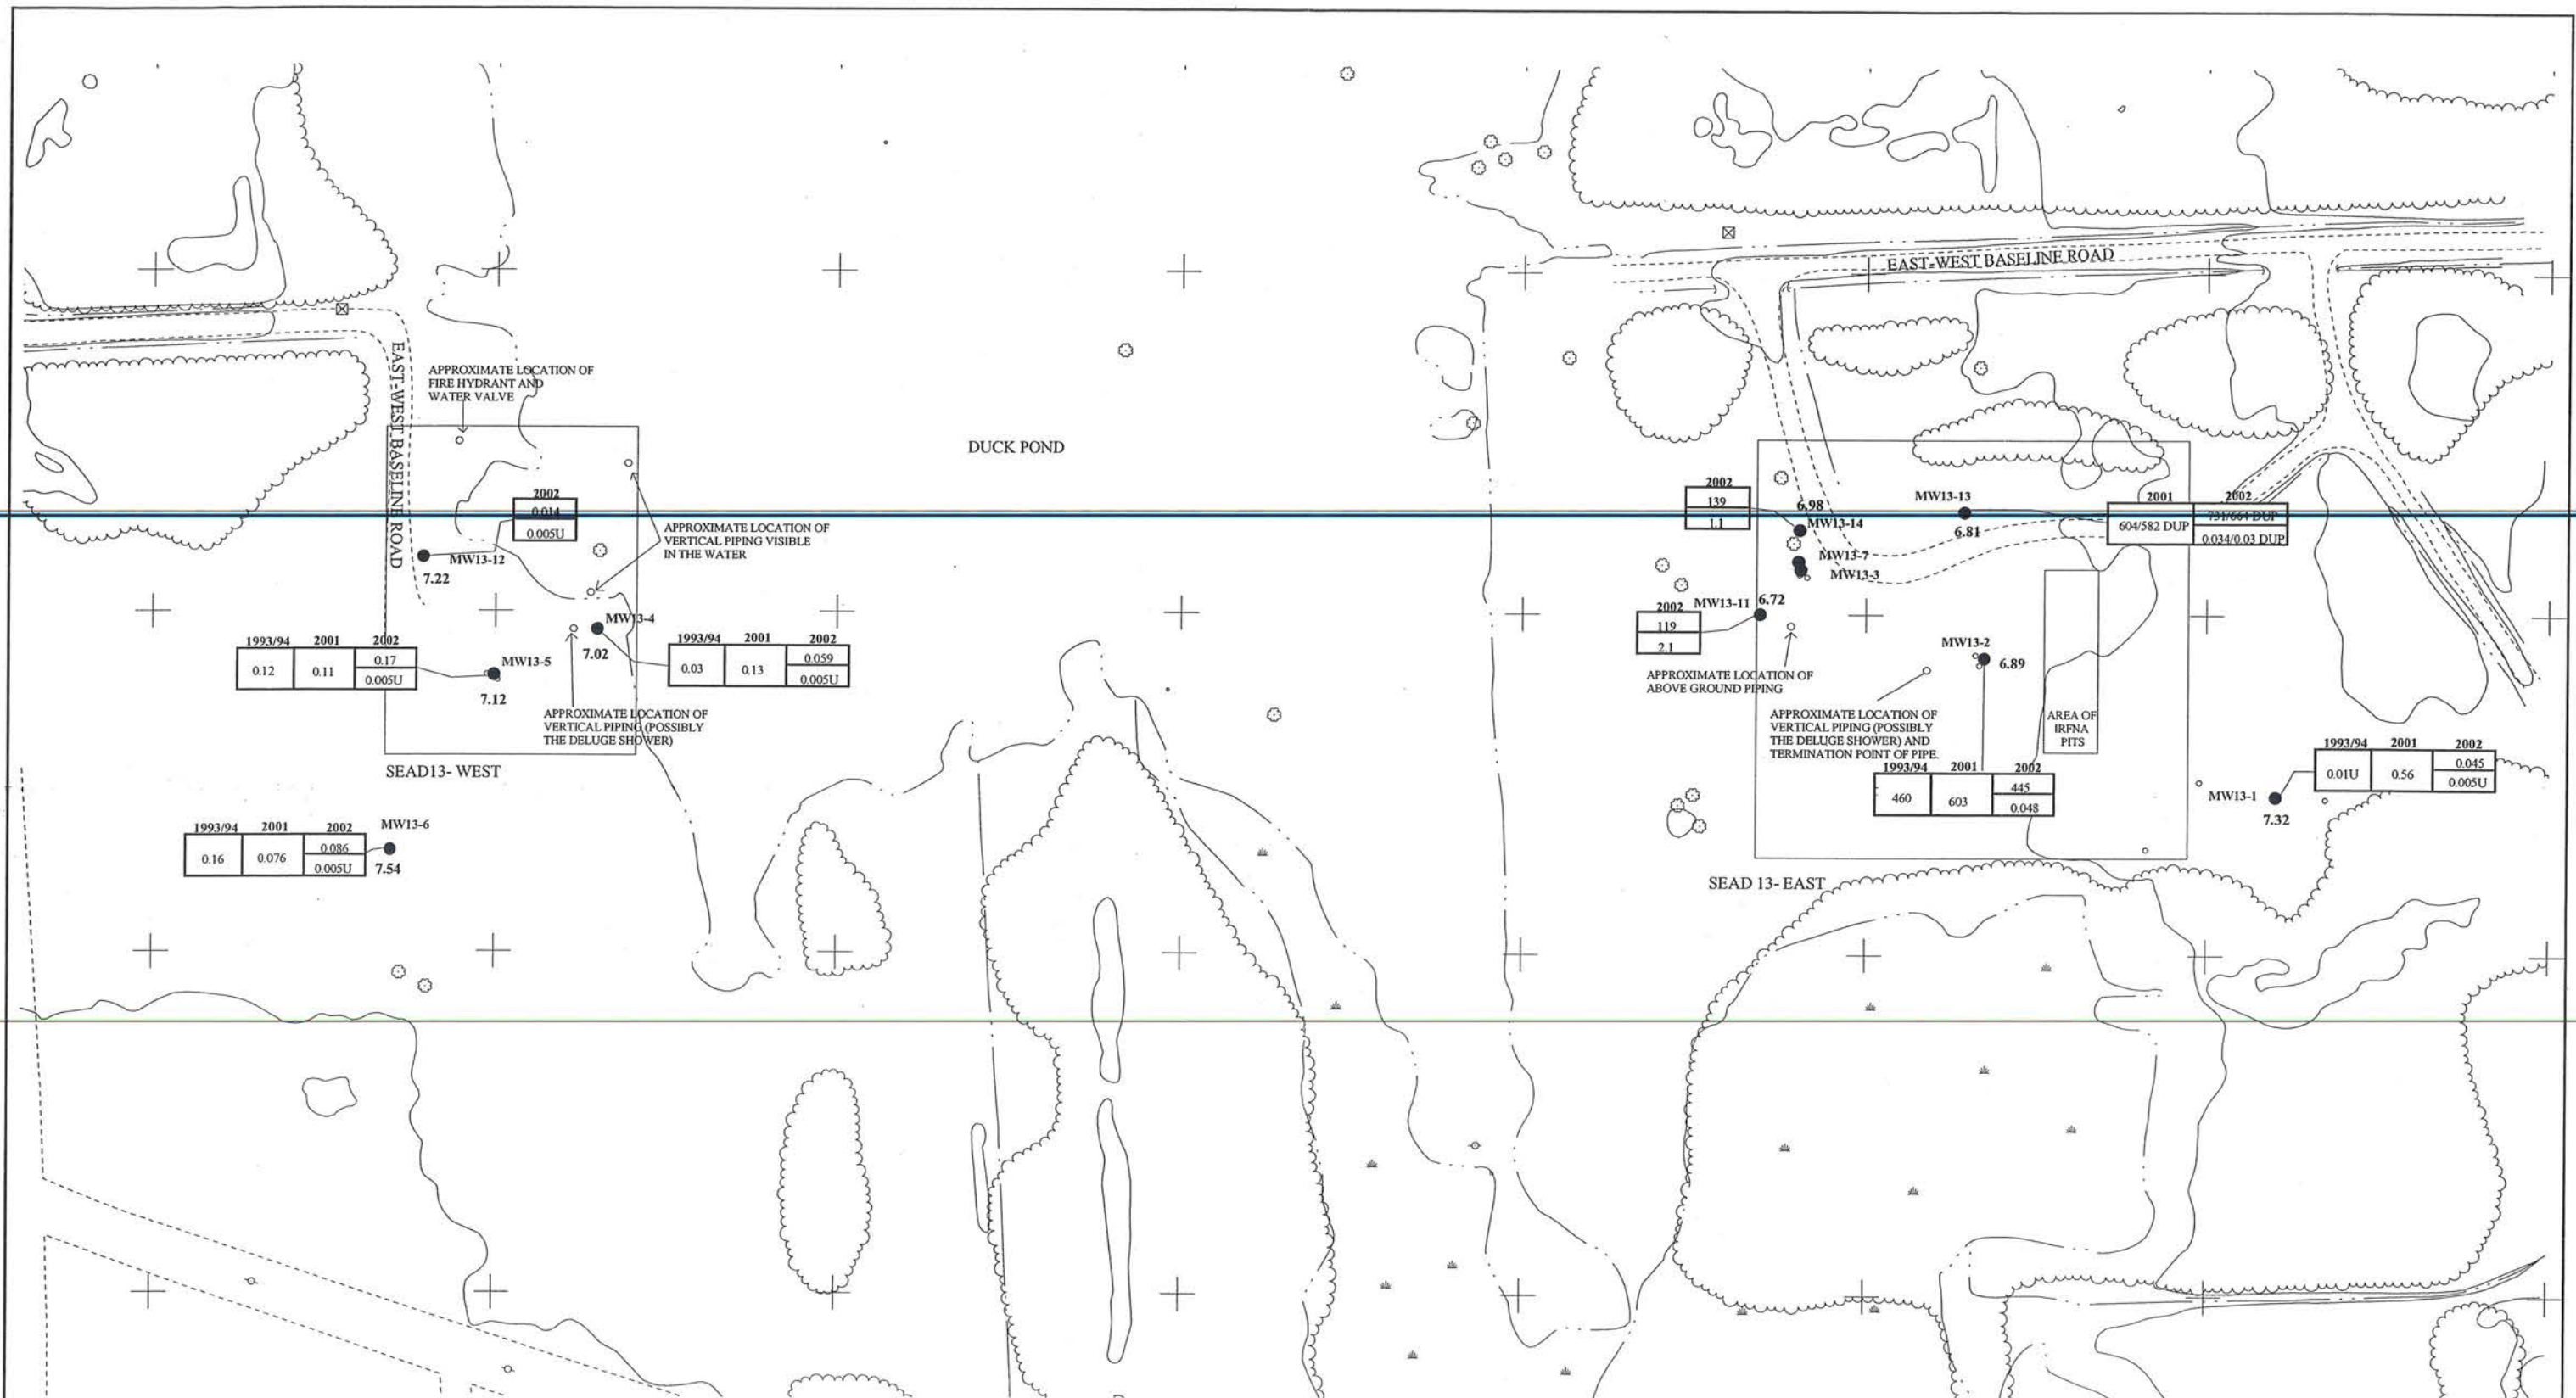 EAST-WEST BASELINE ROAD
EAST-WEST BASELINE ROAD
APPROXIMATE LOCATION OF
FIRE HYDRANT AND
WATER VALVE
DUCK POND
2002
0.014
0.005U
APPROXIMATE LOCATION OF
VERTICAL PIPING VISIBLE
IN THE WATER
MW13-12
7.22
MW13-4
7.02
1993/94 2001 2002
0.12 0.11 0.17
0.005U
MW13-5
7.12
1993/94 2001 2002
0.03 0.13 0.059
0.005U
APPROXIMATE LOCATION OF
VERTICAL PIPING (POSSIBLY
THE DELUGE SHOWER)
SEAD13- WEST
1993/94 2001 2002
0.16 0.076 0.086
0.005U
MW13-6
7.54
2002
139
1.1
6.98
MW13-14
MW13-13
6.81
2001 2002
604/582 DUP 731/664 DUP
0.034/0.03 DUP
MW13-7
MW13-3
2002
119
2.1
MW13-11 6.72
MW13-2
6.89
APPROXIMATE LOCATION OF
ABOVE GROUND PIPING
APPROXIMATE LOCATION OF
VERTICAL PIPING (POSSIBLY
THE DELUGE SHOWER) AND
TERMINATION POINT OF PIPE.
AREA OF
IRFNA
PITS
1993/94 2001 2002
460 603 445
0.048
1993/94 2001 2002
0.01U 0.56 0.045
0.005U
MW13-1
7.32
SEAD 13- EAST